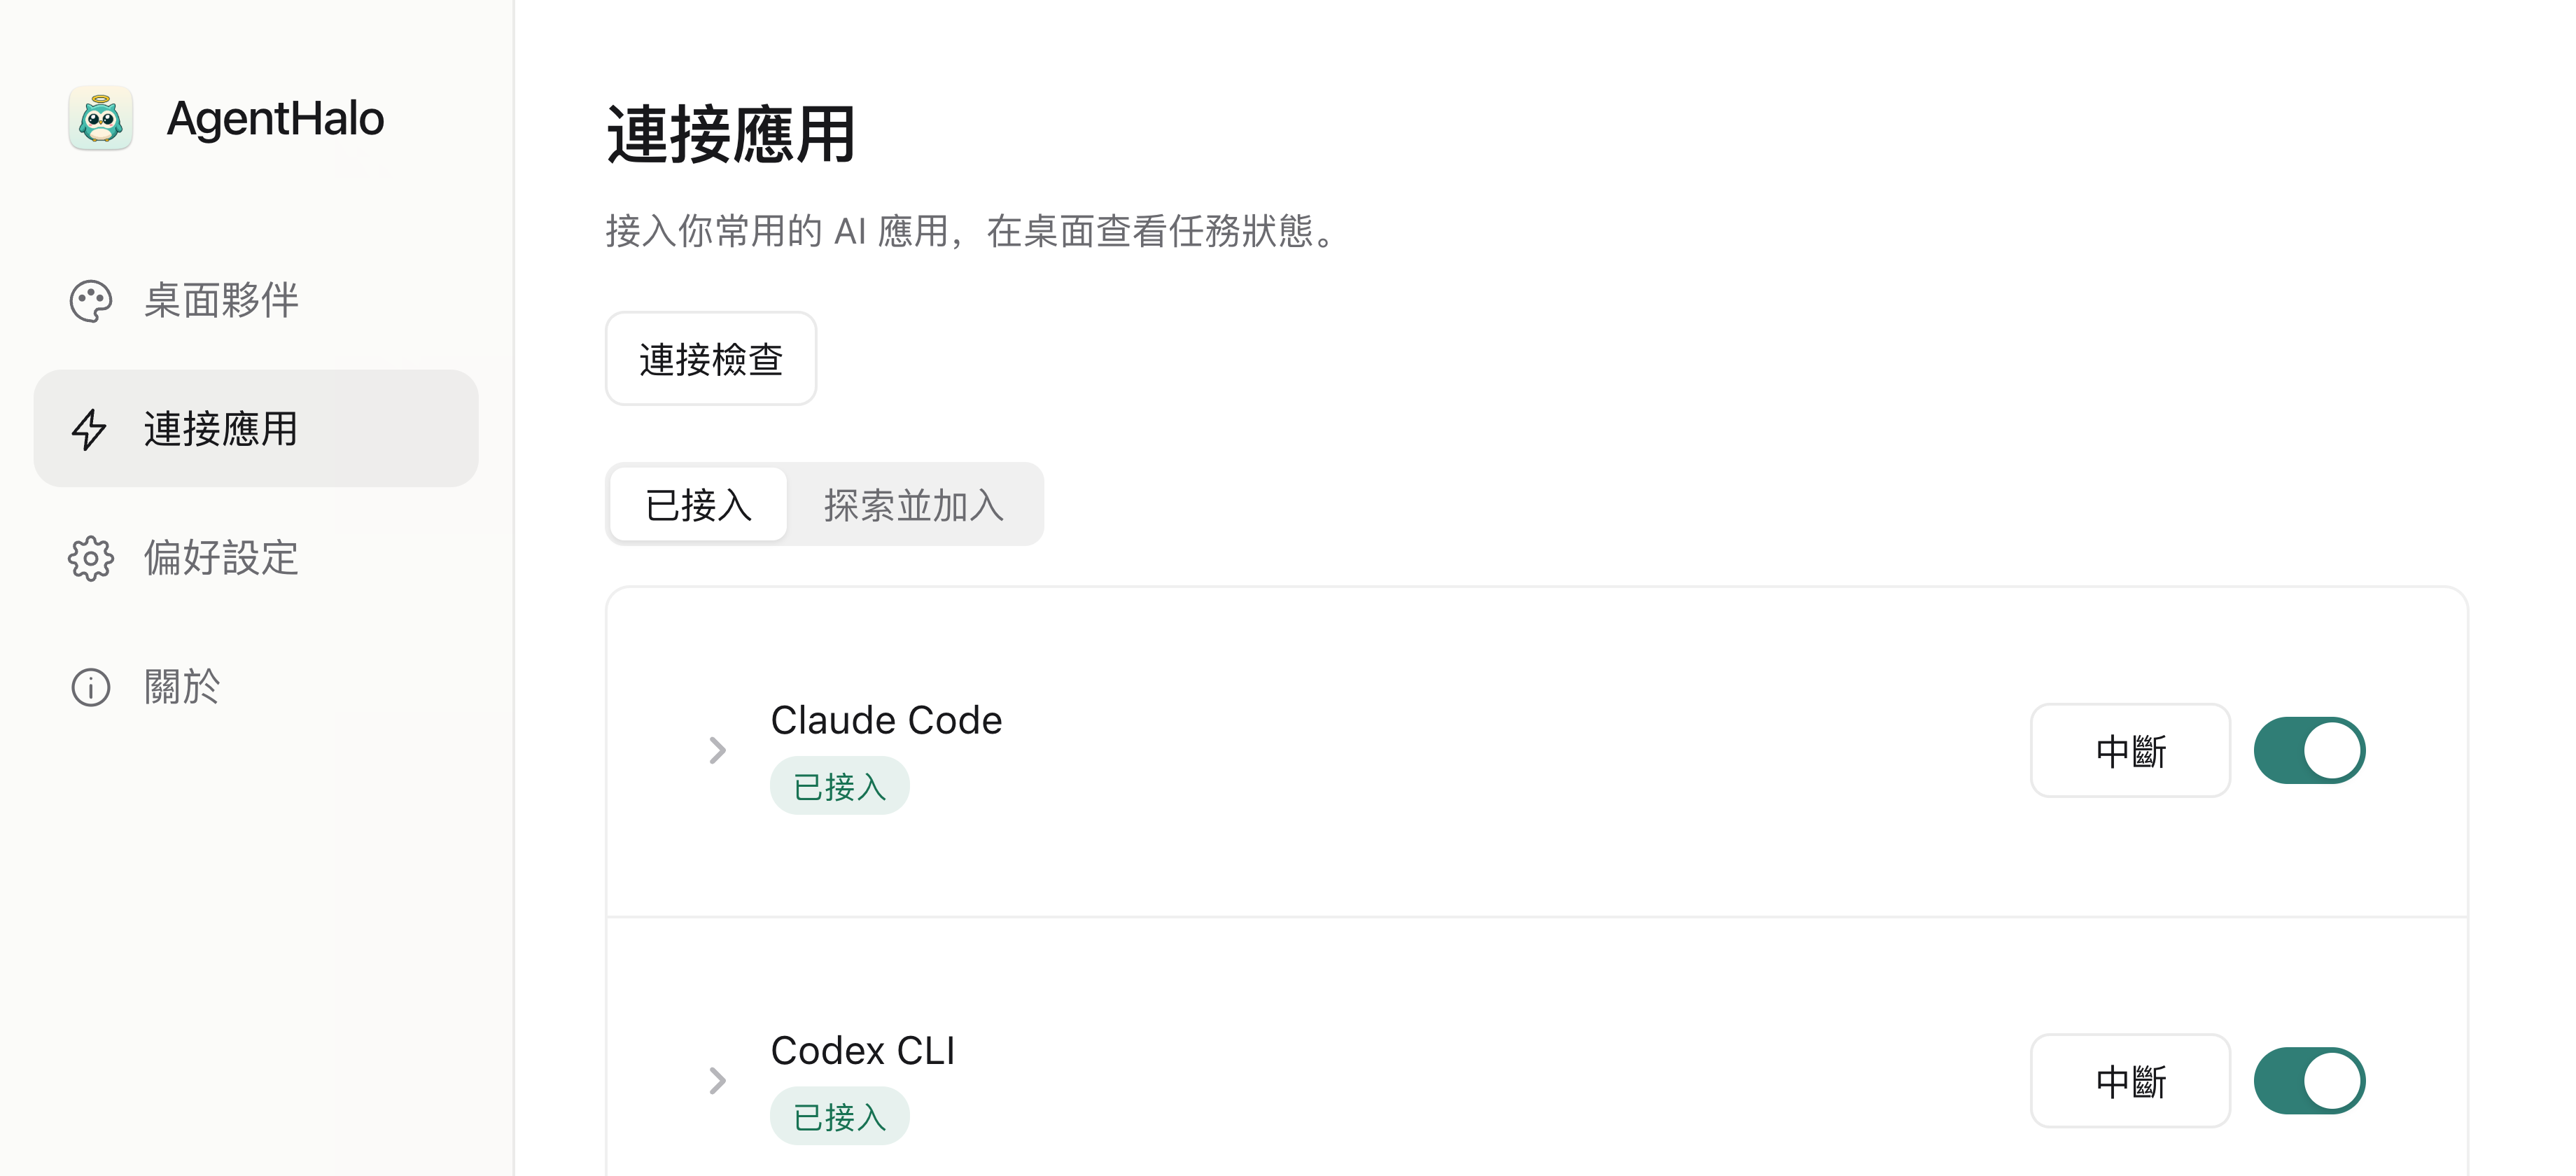 AgentHalo
桌面夥伴
連接應用
偏好設定
關於
連接應用
接入你常用的 AI 應用，在桌面查看任務狀態。
連接檢查
已接入
探索並加入
Claude Code
已接入
中斷
Codex CLI
已接入
中斷